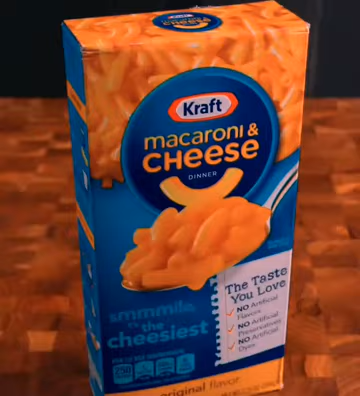 Kraft
macaroni &
CHEESE
DINNER
The Taste
You Love
NO Artificial
Flavors
NO Artificial
Preservatives
NO Artificial
Dyes
smmmile.
it's the
cheesiest
original flavor